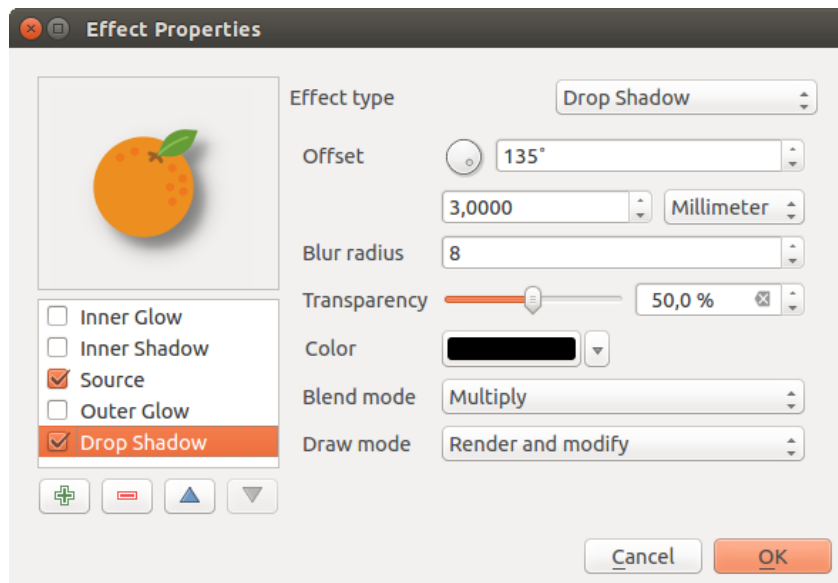 Effect Properties
Effect type
Drop Shadow
Offset
135°
3,0000
Millimeter
Blur radius
8
Transparency
50,0 %
Color
Blend mode
Multiply
Draw mode
Render and modify
Inner Glow
Inner Shadow
Source
Outer Glow
Drop Shadow
Cancel
OK